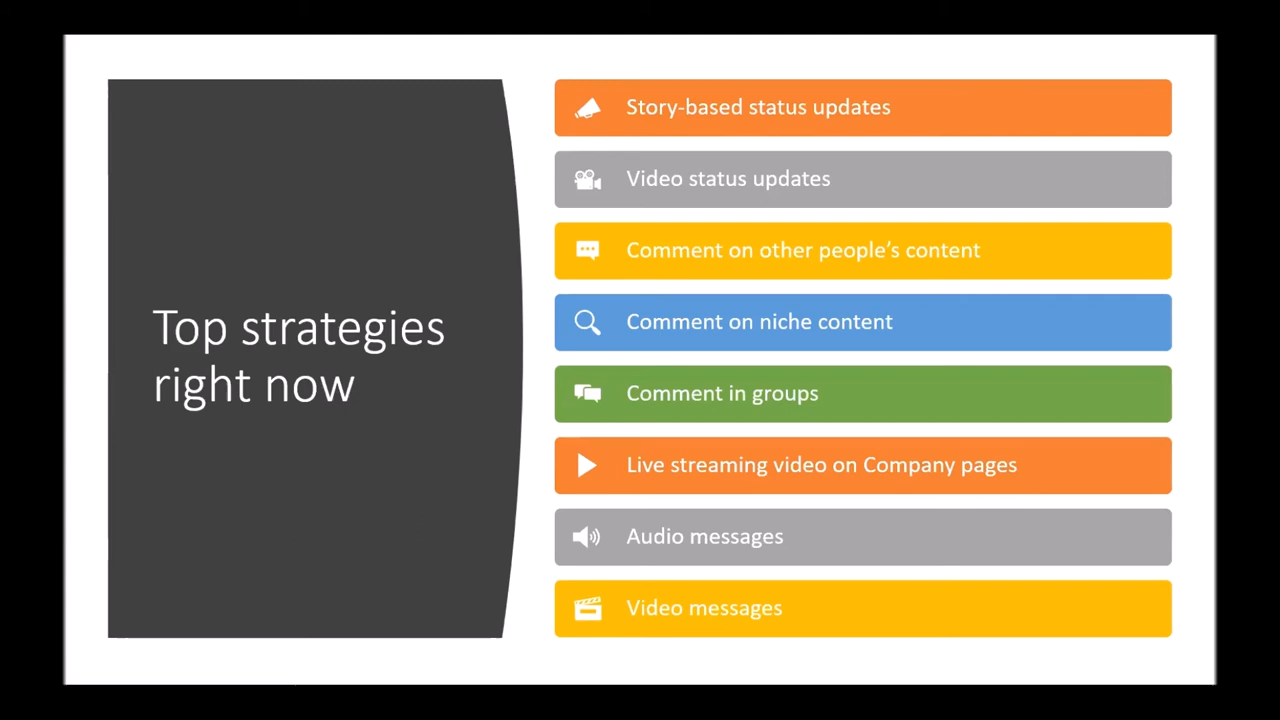 Top strategies
right now
Story-based status updates
Video status updates
Comment on other people’s content
Comment on niche content
Comment in groups
Live streaming video on Company pages
Audio messages
Video messages